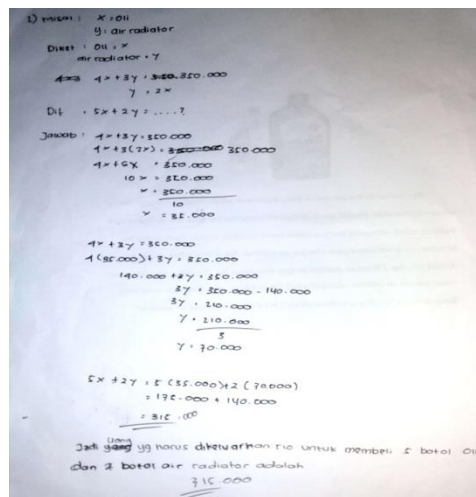 1) Misal : x = Oli
y : air radiator
Diket : Oli : x
air radiator = y
4x + 3y = 350.000
y = 2x
Dit : 5x + 2y = .... ?
Jawab : 4x + 3y = 350.000
4x + 3(2x) = 350.000
4x + 6x = 350.000
10x = 350.000
x = 350.000
10
x = 35.000
4x + 3y = 350.000
4(35.000) + 3y = 350.000
140.000 + 3y = 350.000
3y = 350.000 - 140.000
3y = 210.000
y = 210.000
3
y = 70.000
5x + 2y = 5(35.000) + 2(70000)
= 175.000 + 140.000
= 315.000
Jadi uang yg harus dikeluarkan rio untuk membeli 5 botol Oli
dan 2 botol air radiator adalah
315.000